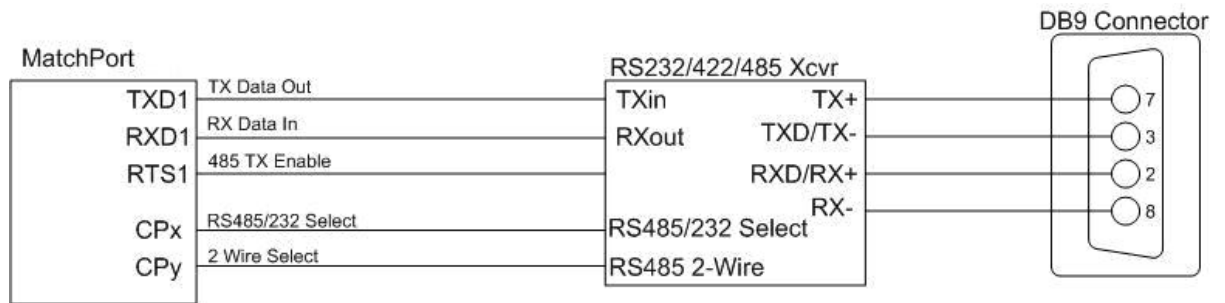 DB9 Connector
MatchPort
RS232/422/485 Xcvr
TXD1 TX Data Out TXin TX+ 7
RXD1 RX Data In RXout TXD/TX- 3
RTS1 485 TX Enable RXD/RX+ 2
RX- 8
CPx RS485/232 Select RS485/232 Select
CPy 2 Wire Select RS485 2-Wire